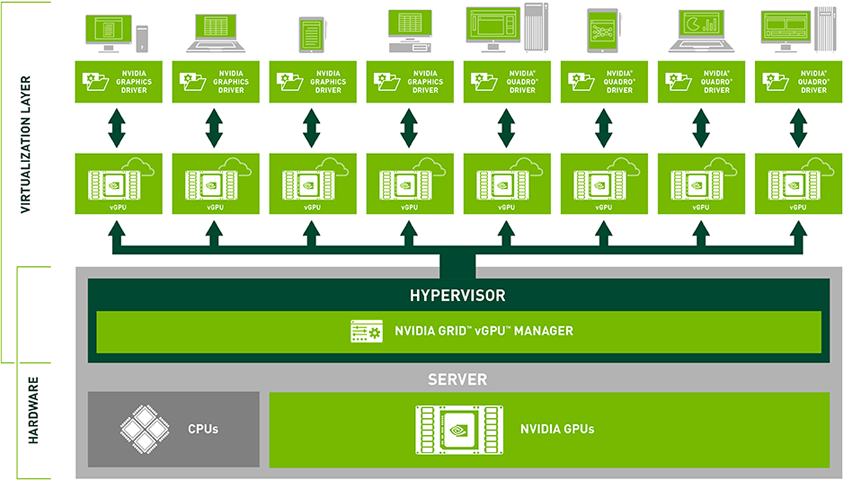 VIRTUALIZATION LAYER
NVIDIA
GRAPHICS
DRIVER
NVIDIA
GRAPHICS
DRIVER
NVIDIA
GRAPHICS
DRIVER
NVIDIA
GRAPHICS
DRIVER
NVIDIA®
QUADRO®
DRIVER
NVIDIA®
QUADRO®
DRIVER
NVIDIA®
QUADRO®
DRIVER
NVIDIA®
QUADRO®
DRIVER
vGPU
vGPU
vGPU
vGPU
vGPU
vGPU
vGPU
vGPU
HYPERVISOR
NVIDIA GRID™ vGPU™ MANAGER
HARDWARE
SERVER
CPUs
NVIDIA GPUs